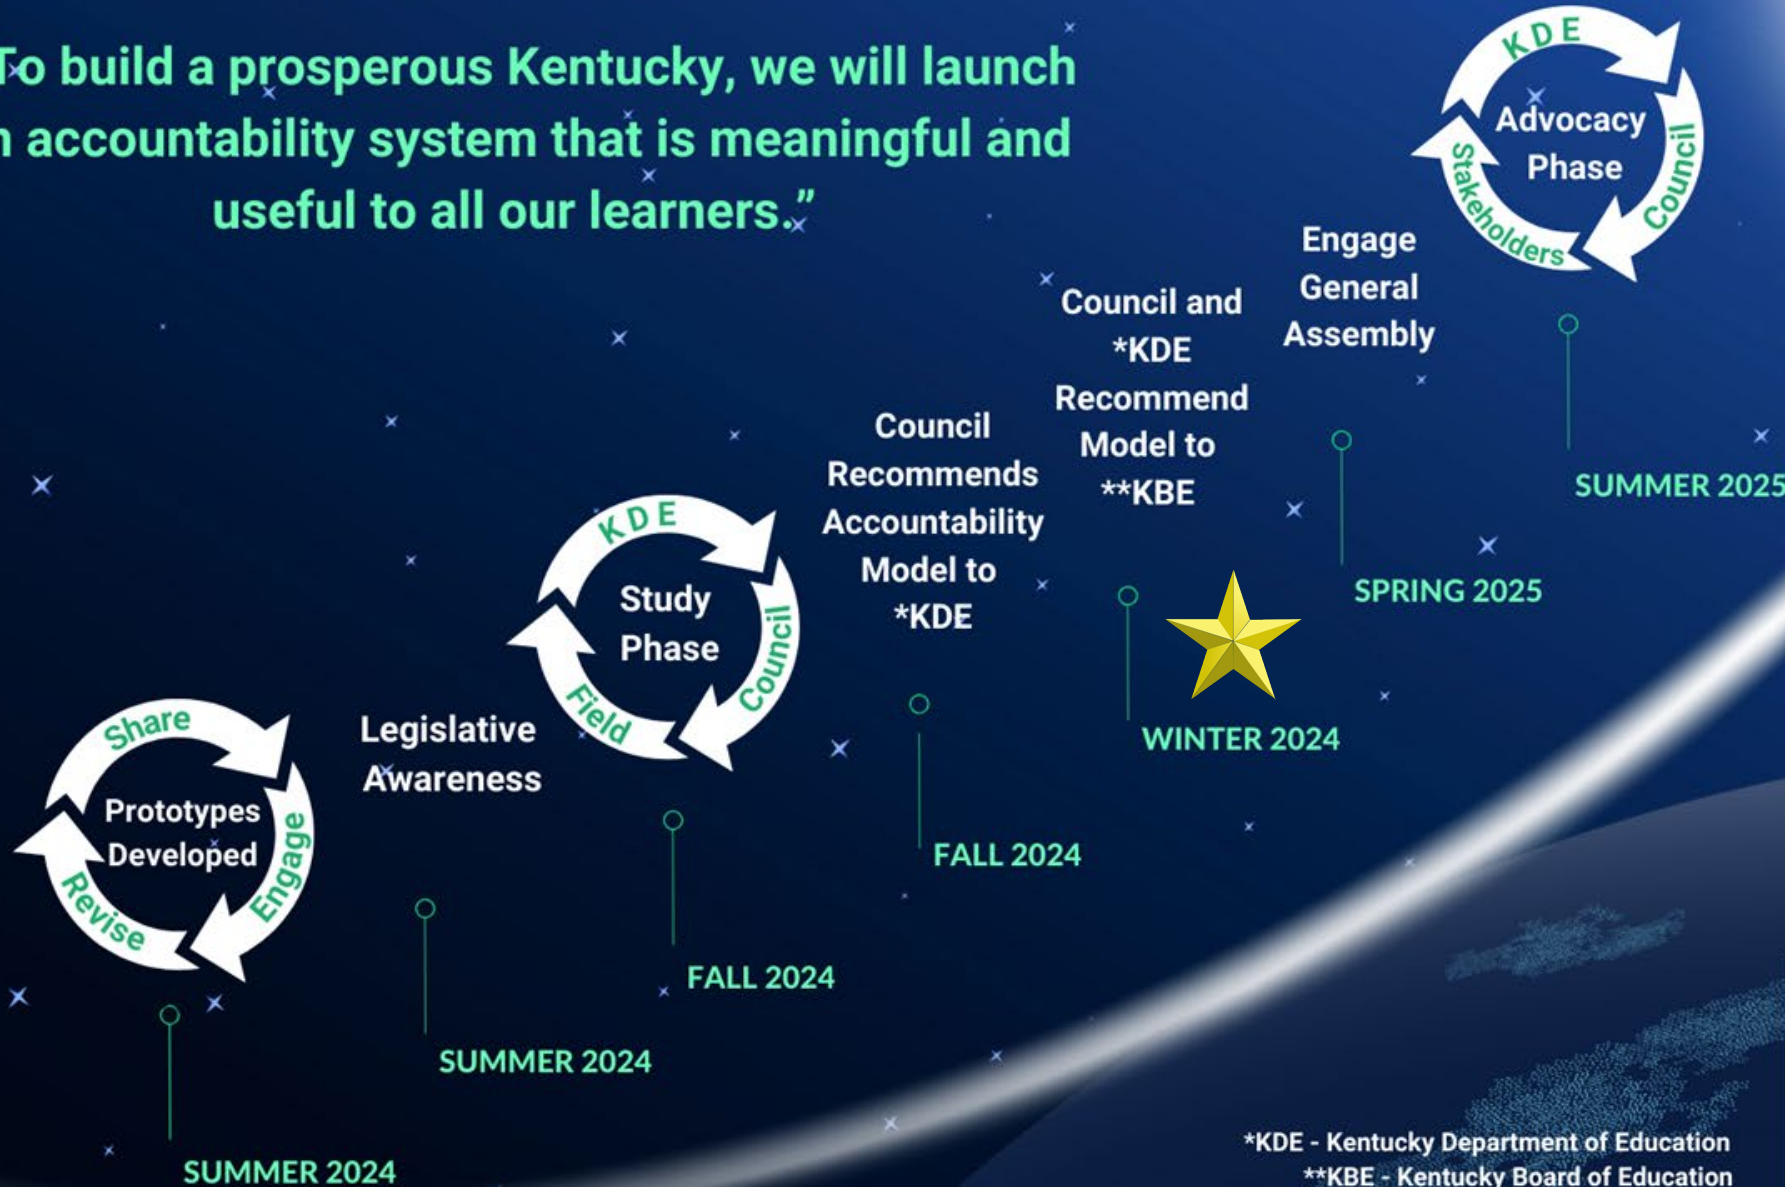 To build a prosperous Kentucky, we will launch
accountability system that is meaningful and
useful to all our learners.”
KDE
Advocacy
Phase
Council
Stakeholders
SUMMER 2025
Engage
General
Assembly
SPRING 2025
Council and
*KDE
Recommend
Model to
**KBE
WINTER 2024
Council
Recommends
Accountability
Model to
*KDE
FALL 2024
KDE
Study
Phase
Council
Field
FALL 2024
Legislative
Awareness
SUMMER 2024
Share
Prototypes
Developed
Engage
Revise
SUMMER 2024
*KDE - Kentucky Department of Education
**KBE - Kentucky Board of Education